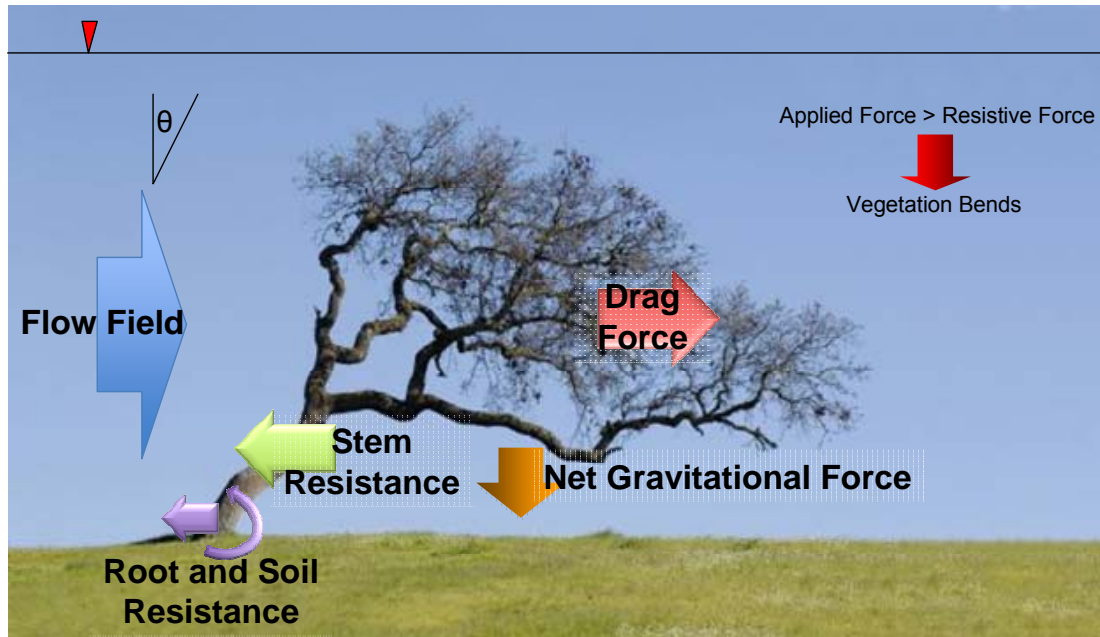 θ
Applied Force > Resistive Force
Vegetation Bends
Flow Field
Drag
Force
Stem
Resistance
Net Gravitational Force
Root and Soil
Resistance